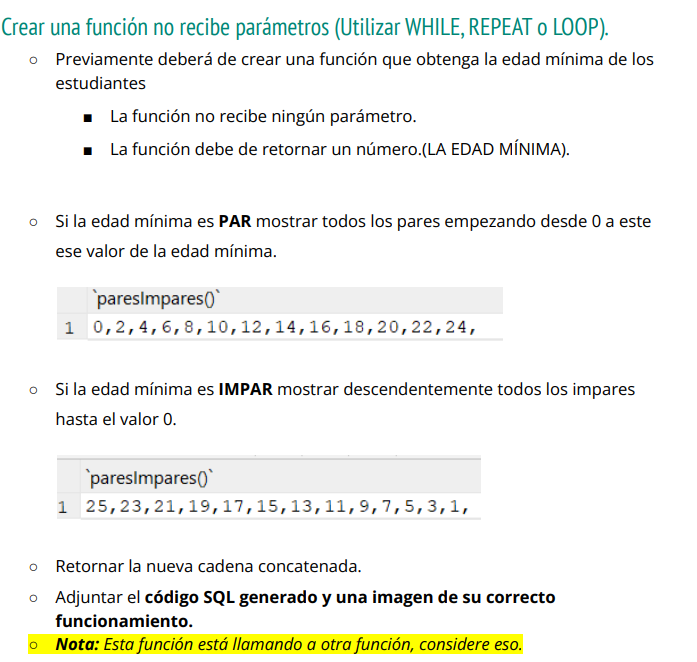 Crear una función no recibe parámetros (Utilizar WHILE, REPEAT o LOOP).
○ Previamente deberá de crear una función que obtenga la edad mínima de los
estudiantes
■ La función no recibe ningún parámetro.
■ La función debe de retornar un número.(LA EDAD MÍNIMA).
○ Si la edad mínima es PAR mostrar todos los pares empezando desde 0 a este
ese valor de la edad mínima.
`paresImpares()`
1 0,2,4,6,8,10,12,14,16,18,20,22,24,
○ Si la edad mínima es IMPAR mostrar descendentemente todos los impares
hasta el valor 0.
`paresImpares()`
1 25,23,21,19,17,15,13,11,9,7,5,3,1,
○ Retornar la nueva cadena concatenada.
○ Adjuntar el código SQL generado y una imagen de su correcto
funcionamiento.
○ Nota: Esta función está llamando a otra función, considere eso.